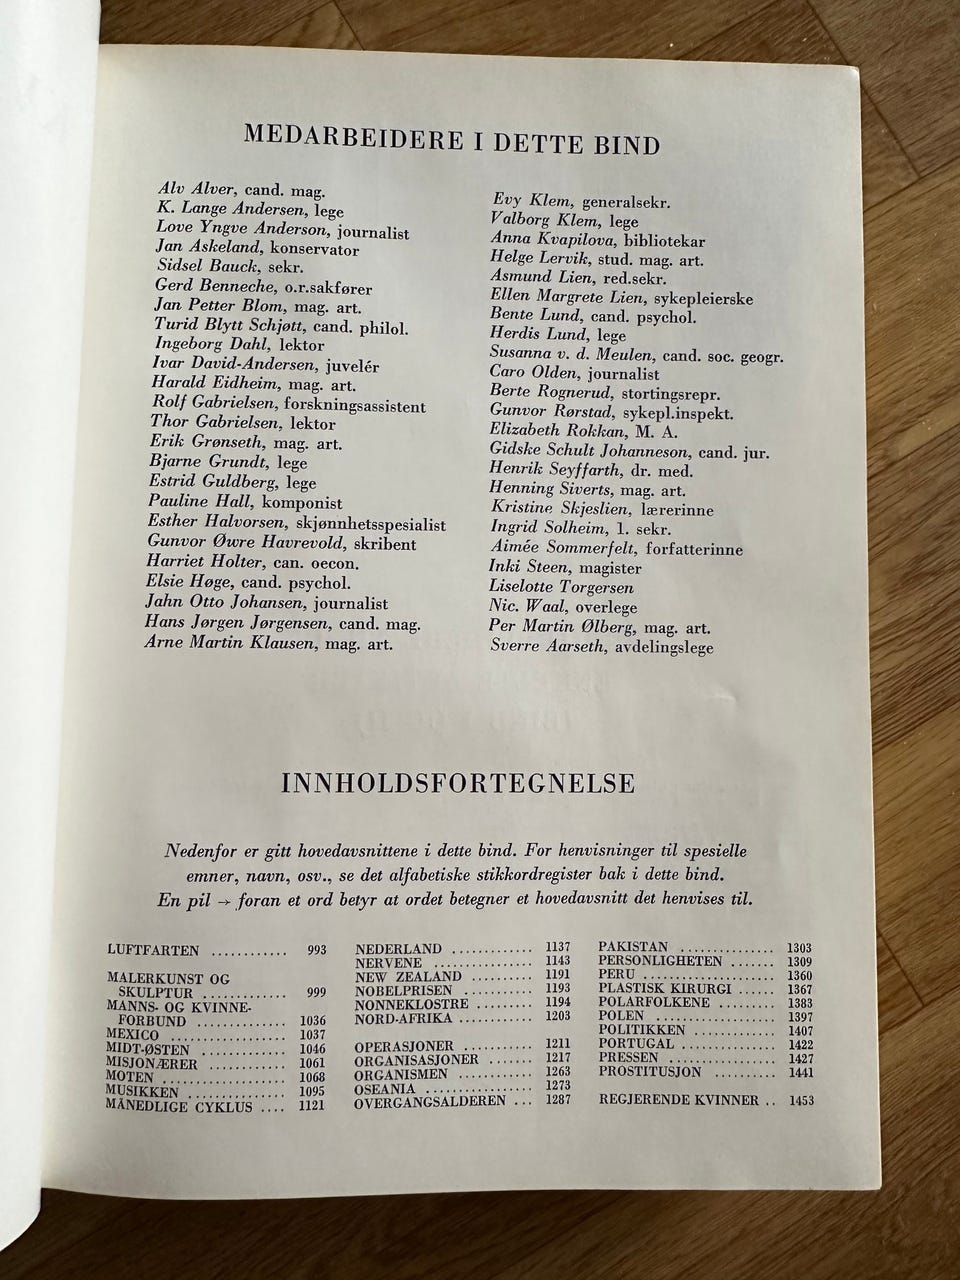 MEDARBEIDERE I DETTE BIND
Alv Alver, cand. mag.
K. Lange Andersen, lege
Love Yngve Anderson, journalist
Jan Askeland, konservator
Sidsel Bauck, sekr.
Gerd Benneche, o.r.sakfører
Jan Petter Blom, mag. art.
Turid Blytt Schjøtt, cand. philol.
Ingeborg Dahl, lektor
Ivar David-Andersen, juvelér
Harald Eidheim, mag. art.
Rolf Gabrielsen, forskningsassistent
Thor Gabrielsen, lektor
Erik Grønseth, mag. art.
Bjarne Grundt, lege
Estrid Guldberg, lege
Pauline Hall, komponist
Esther Halvorsen, skjønnhetsspesialist
Gunvor Øwre Havrevold, skribent
Harriet Holter, can. oecon.
Elsie Høge, cand. psychol.
Jahn Otto Johansen, journalist
Hans Jørgen Jørgensen, cand. mag.
Arne Martin Klausen, mag. art.
Evy Klem, generalsekr.
Valborg Klem, lege
Anna Kvapilova, bibliotekar
Helge Lervik, stud. mag. art.
Asmund Lien, red.sekr.
Ellen Margrete Lien, sykepleierske
Bente Lund, cand. psychol.
Herdis Lund, lege
Susanna v. d. Meulen, cand. soc. geogr.
Caro Olden, journalist
Berte Rognerud, stortingsrepr.
Gunvor Rørstad, sykepl.inspekt.
Elizabeth Rokkan, M. A.
Gidske Schult Johanneson, cand. jur.
Henrik Seyffarth, dr. med.
Henning Siverts, mag. art.
Kristine Skjeslien, lærerinne
Ingrid Solheim, 1. sekr.
Aimée Sommerfelt, forfatterinne
Inki Steen, magister
Liselotte Torgersen
Nic. Waal, overlege
Per Martin Ølberg, mag. art.
Sverre Aarseth, avdelingslege
INNHOLDSFORTEGNELSE
Nedenfor er gitt hovedavsnittene i dette bind. For henvisninger til spesielle
emner, navn, osv., se det alfabetiske stikkordregister bak i dette bind.
En pil → foran et ord betyr at ordet betegner et hovedavsnitt det henvises til.
LUFTFARTEN ............ 993
MALERKUNST OG
SKULPTUR ............. 999
MANNS- OG KVINNE-
FORBUND ............. 1036
MEXICO .................. 1037
MIDT-ØSTEN ............. 1046
MISJONÆRER ............. 1061
MOTEN .................. 1068
MUSIKKEN ............... 1095
MÅNEDLIGE CYKLUS .... 1121
NEDERLAND ............ 1137
NERVENE .............. 1143
NEW ZEALAND .......... 1191
NOBELPRISEN .......... 1193
NONNEKLOSTRE ........ 1194
NORD-AFRIKA ........... 1203
OPERASJONER .......... 1211
ORGANISASJONER ...... 1217
ORGANISMEN .......... 1263
OSEANIA ............... 1273
OVERGANGSALDEREN ... 1287
PAKISTAN .............. 1303
PERSONLIGHETEN ...... 1309
PERU ................... 1360
PLASTISK KIRURGI ..... 1367
POLARFOLKENE ........ 1383
POLEN ................. 1397
POLITIKKEN ............ 1407
PORTUGAL ............. 1422
PRESSEN ............... 1427
PROSTITUSJON ......... 1441
REGJERENDE KVINNER .. 1453